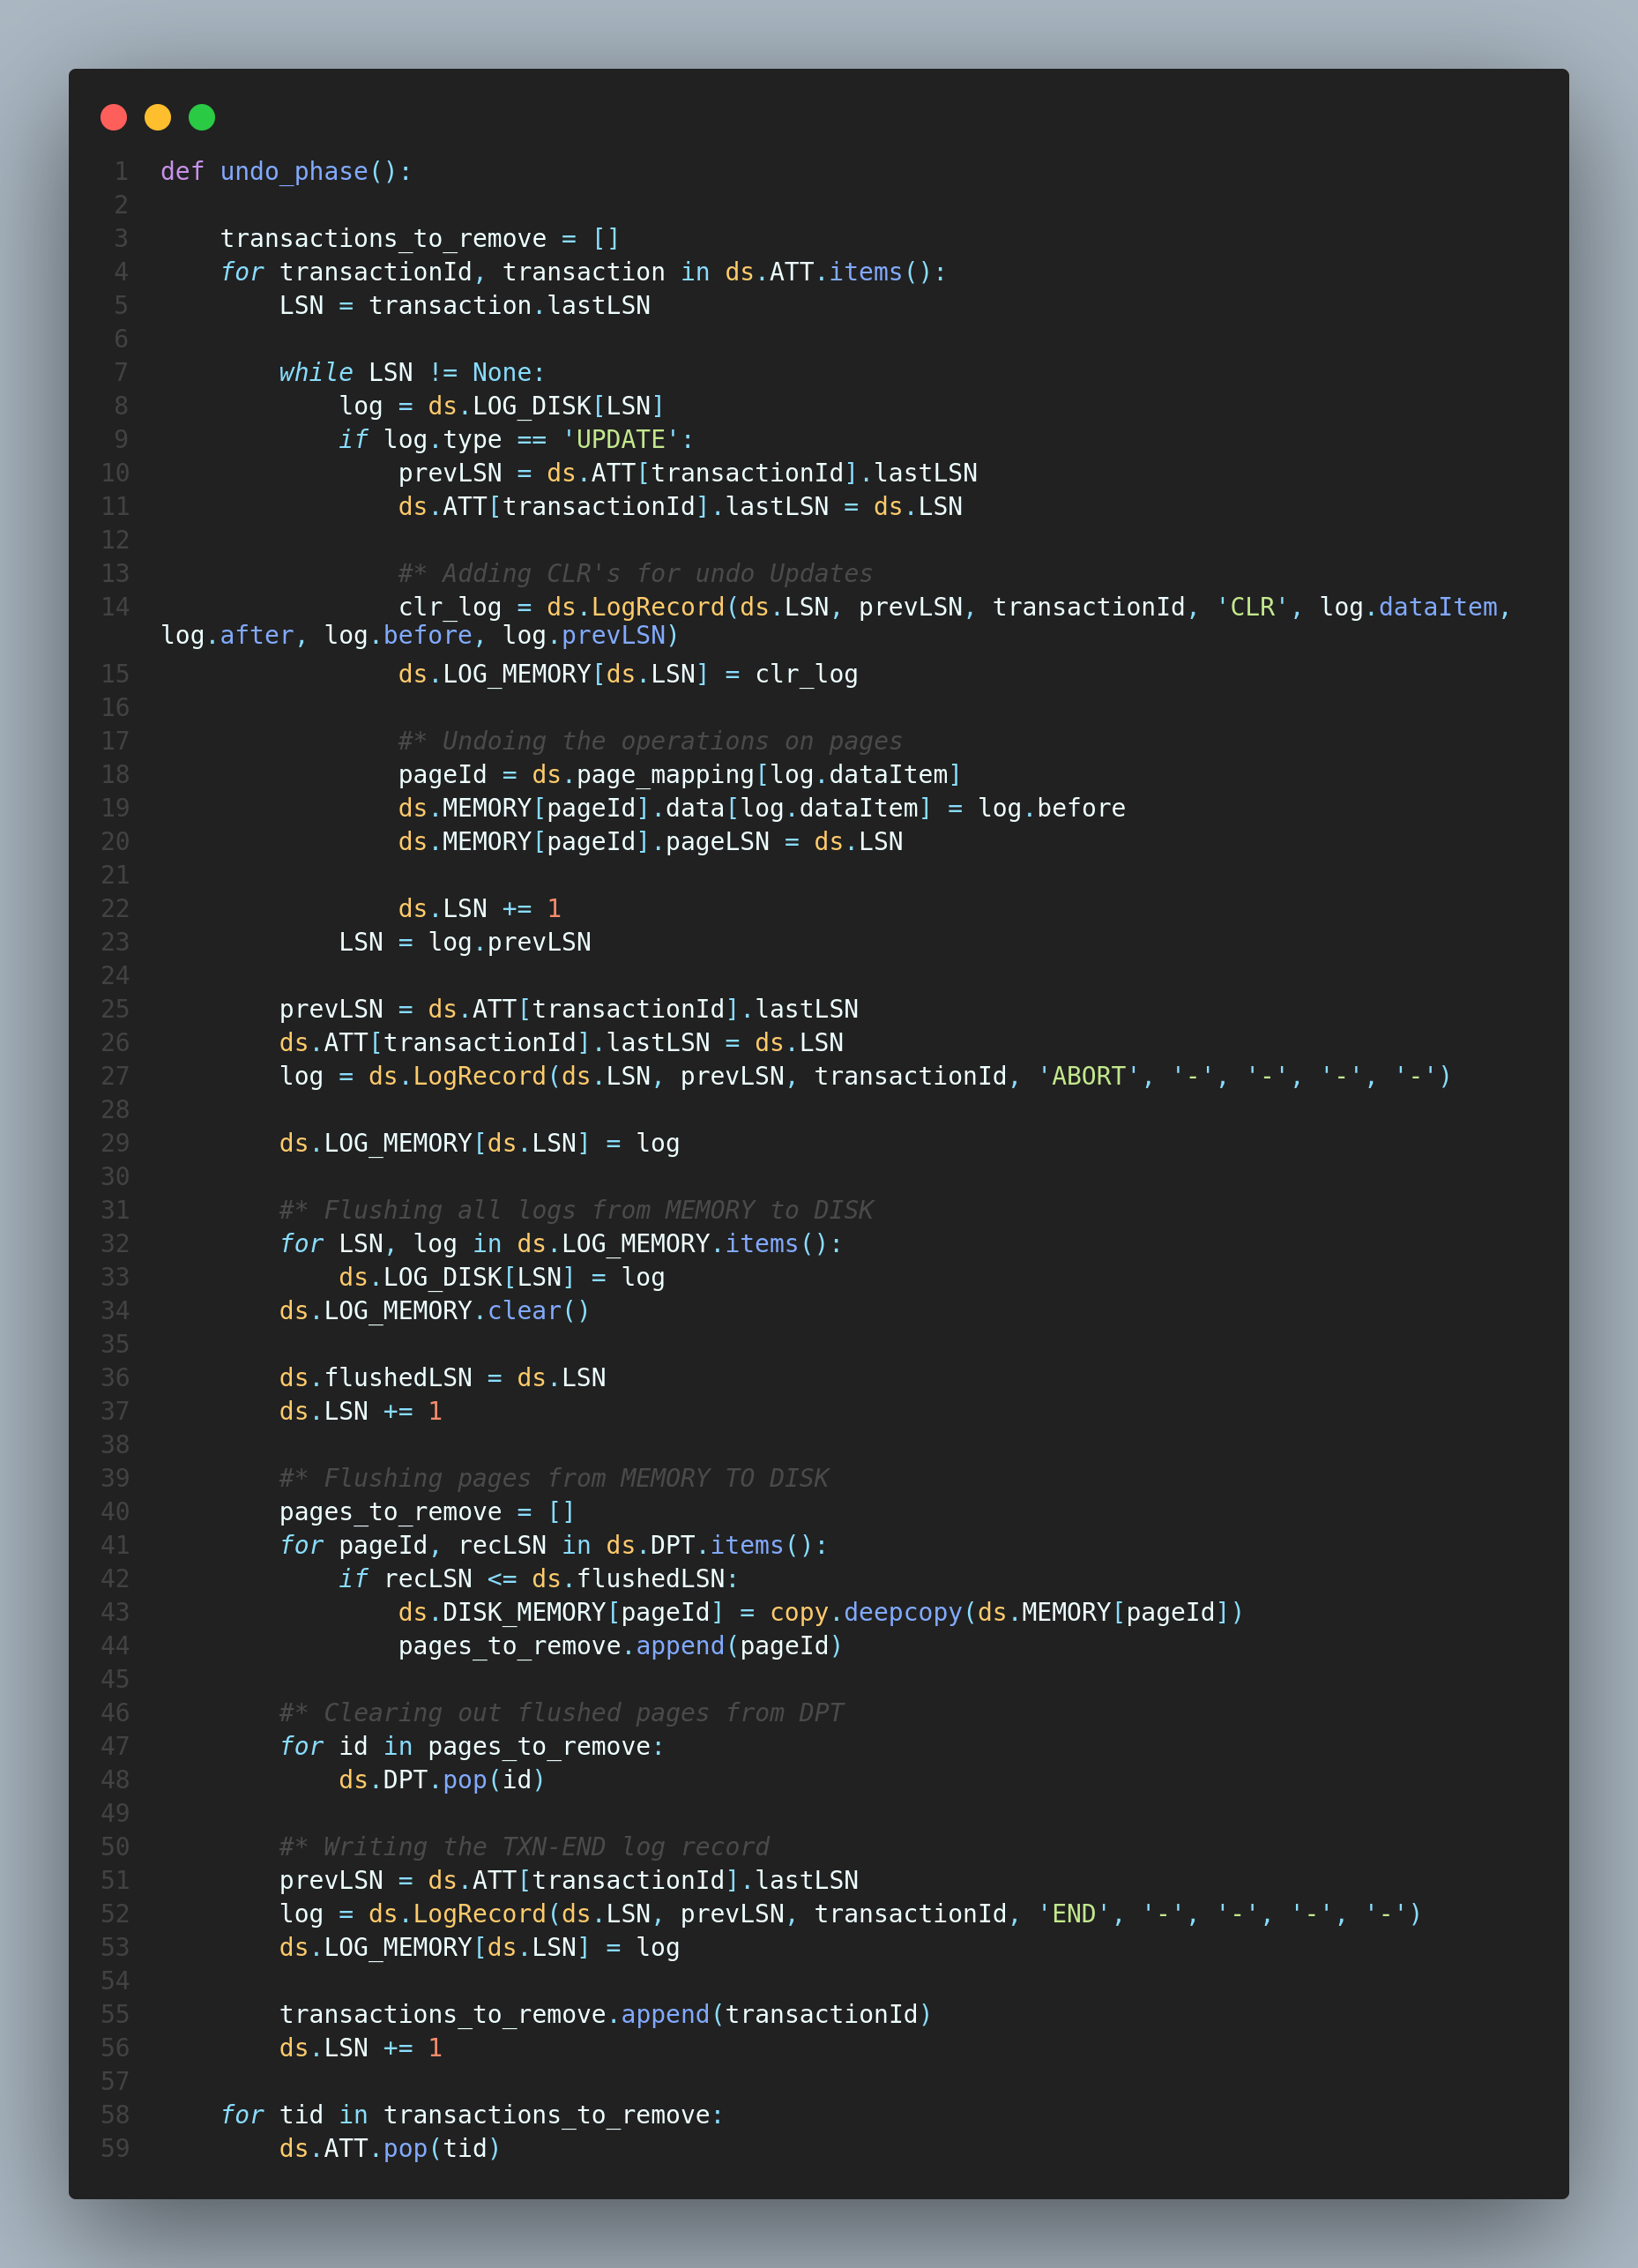 1 def undo_phase():
2
3     transactions_to_remove = []
4     for transactionId, transaction in ds.ATT.items():
5         LSN = transaction.lastLSN
6
7         while LSN != None:
8             log = ds.LOG_DISK[LSN]
9             if log.type == 'UPDATE':
10                 prevLSN = ds.ATT[transactionId].lastLSN
11                 ds.ATT[transactionId].lastLSN = ds.LSN
12
13                 #* Adding CLR's for undo Updates
14                 clr_log = ds.LogRecord(ds.LSN, prevLSN, transactionId, 'CLR', log.dataItem,
log.after, log.before, log.prevLSN)
15                 ds.LOG_MEMORY[ds.LSN] = clr_log
16
17                 #* Undoing the operations on pages
18                 pageId = ds.page_mapping[log.dataItem]
19                 ds.MEMORY[pageId].data[log.dataItem] = log.before
20                 ds.MEMORY[pageId].pageLSN = ds.LSN
21
22                 ds.LSN += 1
23             LSN = log.prevLSN
24
25         prevLSN = ds.ATT[transactionId].lastLSN
26         ds.ATT[transactionId].lastLSN = ds.LSN
27         log = ds.LogRecord(ds.LSN, prevLSN, transactionId, 'ABORT', '-', '-', '-', '-')
28
29         ds.LOG_MEMORY[ds.LSN] = log
30
31         #* Flushing all logs from MEMORY to DISK
32         for LSN, log in ds.LOG_MEMORY.items():
33             ds.LOG_DISK[LSN] = log
34         ds.LOG_MEMORY.clear()
35
36         ds.flushedLSN = ds.LSN
37         ds.LSN += 1
38
39         #* Flushing pages from MEMORY TO DISK
40         pages_to_remove = []
41         for pageId, recLSN in ds.DPT.items():
42             if recLSN <= ds.flushedLSN:
43                 ds.DISK_MEMORY[pageId] = copy.deepcopy(ds.MEMORY[pageId])
44                 pages_to_remove.append(pageId)
45
46         #* Clearing out flushed pages from DPT
47         for id in pages_to_remove:
48             ds.DPT.pop(id)
49
50         #* Writing the TXN-END log record
51         prevLSN = ds.ATT[transactionId].lastLSN
52         log = ds.LogRecord(ds.LSN, prevLSN, transactionId, 'END', '-', '-', '-', '-')
53         ds.LOG_MEMORY[ds.LSN] = log
54
55         transactions_to_remove.append(transactionId)
56         ds.LSN += 1
57
58     for tid in transactions_to_remove:
59         ds.ATT.pop(tid)